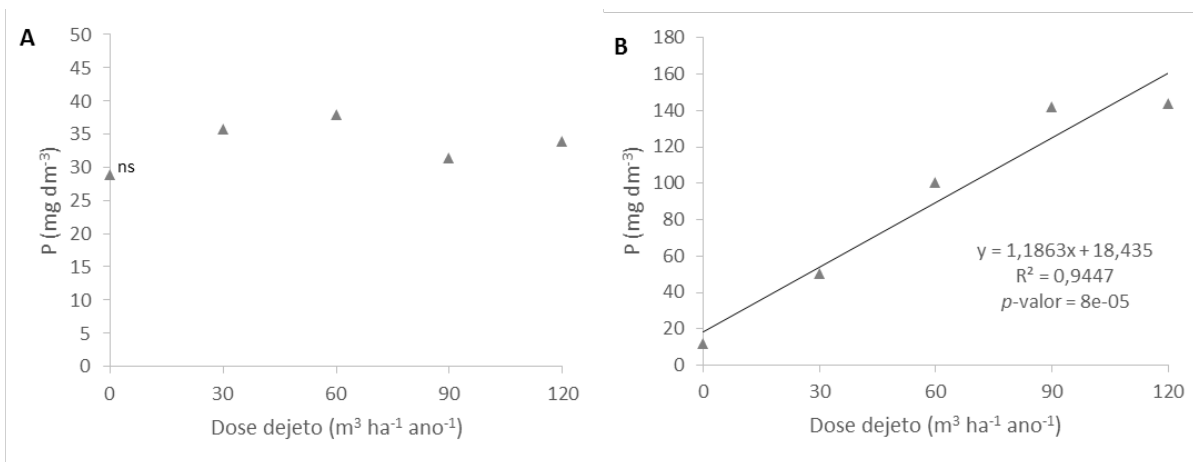 A
50
45
40
35
30
25
20
15
10
5
0
P (mg dm⁻³)
ns
0 30 60 90 120
Dose dejeto (m³ ha⁻¹ ano⁻¹)
B
180
160
140
120
100
80
60
40
20
0
P (mg dm⁻³)
y = 1,1863x + 18,435
R² = 0,9447
p-valor = 8e-05
0 30 60 90 120
Dose dejeto (m³ ha⁻¹ ano⁻¹)